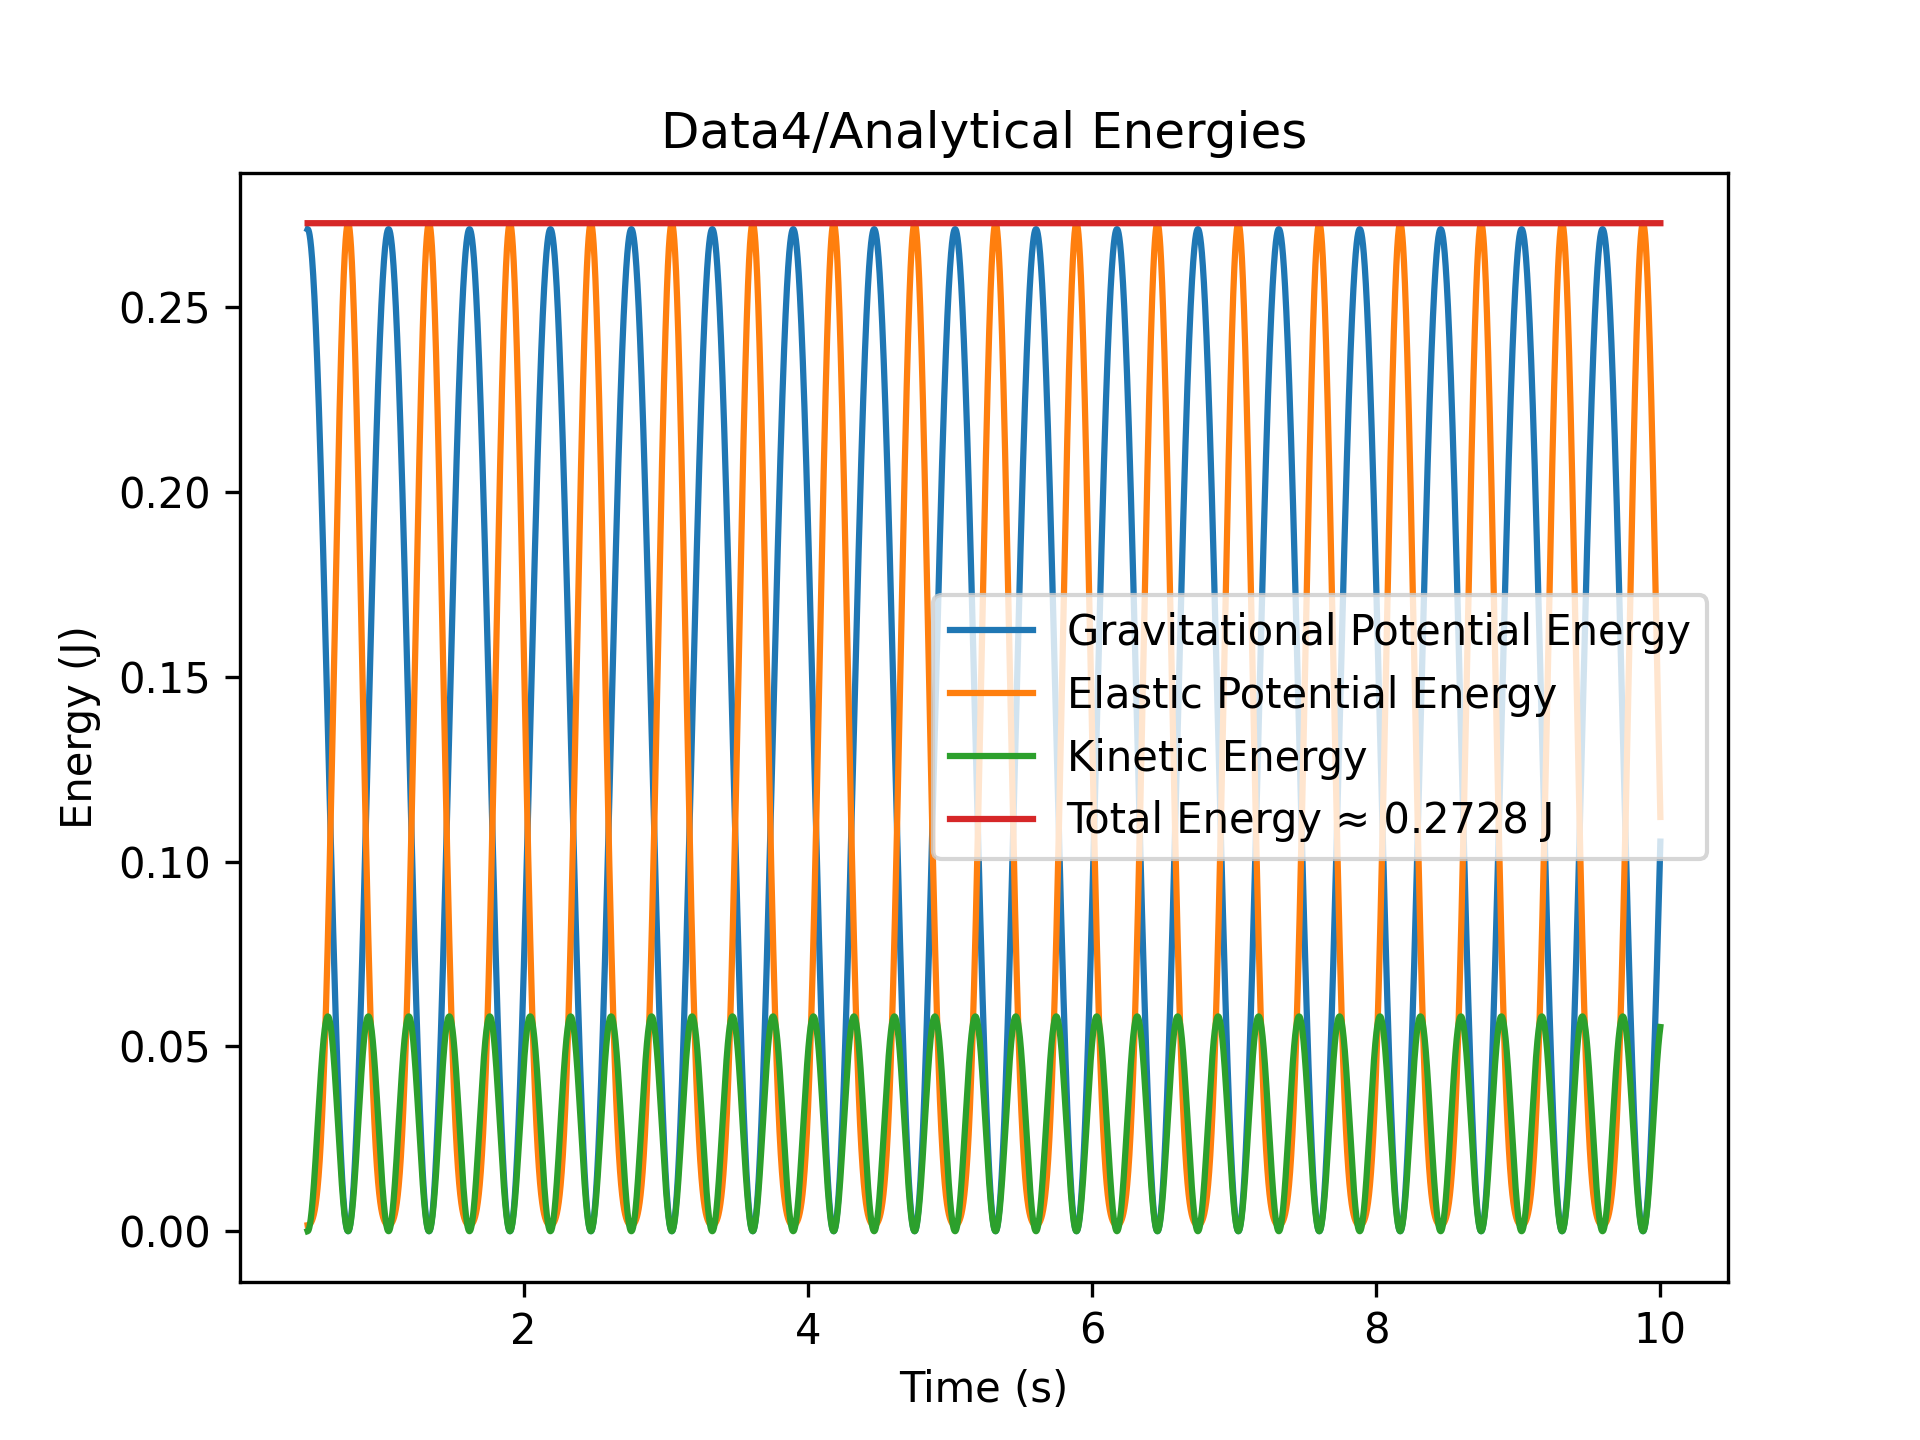 Data4/Analytical Energies
Energy (J)
0.25
0.20
0.15
0.10
0.05
0.00
Gravitational Potential Energy
Elastic Potential Energy
Kinetic Energy
Total Energy ≈ 0.2728 J
2
4
6
8
10
Time (s)